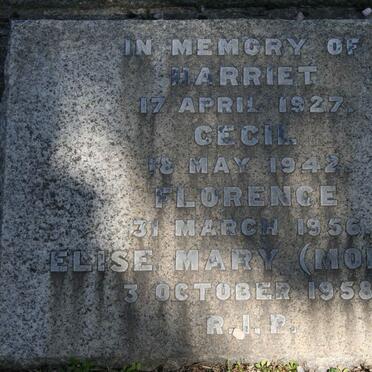 IN MEMORY OF
HARRIET
17 APRIL 1927.
CECIL
18 MAY 1942.
FLORENCE
31 MARCH 1956.
ELISE MARY
3 OCTOBER 1958
R.I.P.